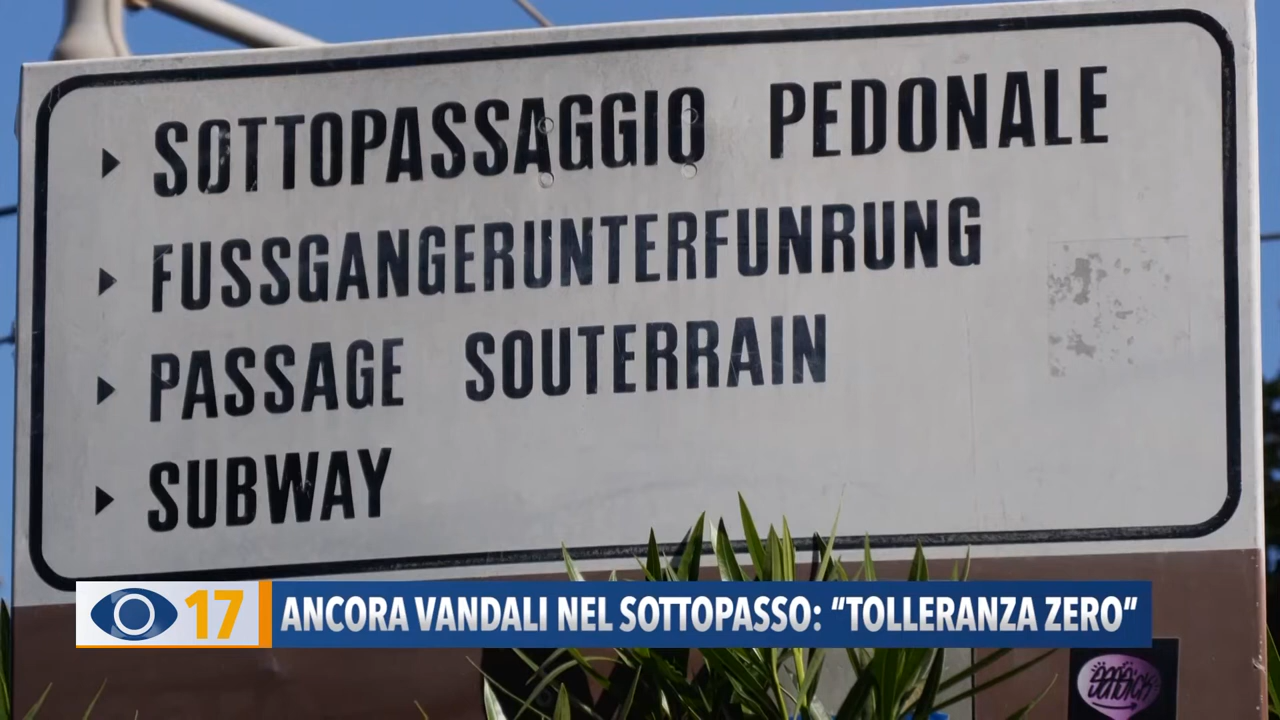 SOTTOPASSAGGIO PEDONALE
FUSSGANGERUNTERFUNRUNG
PASSAGE SOUTERRAIN
SUBWAY
17 ANCORA VANDALI NEL SOTTOPASSO: “TOLLERANZA ZERO”